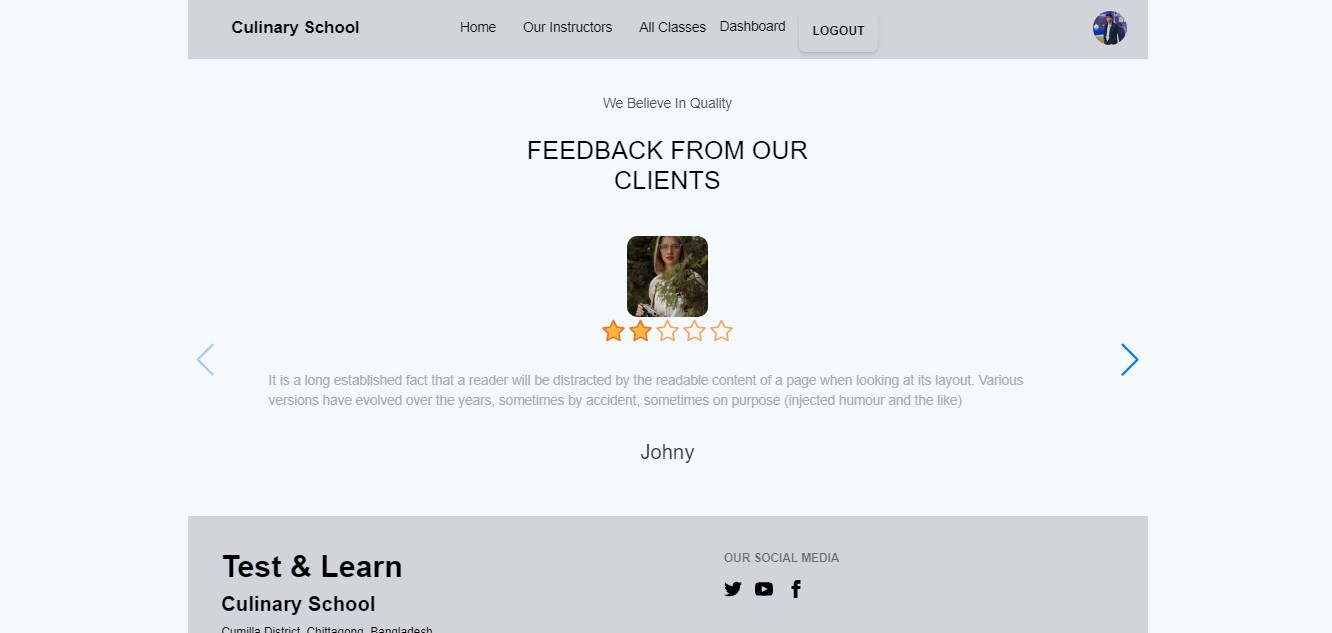 Culinary School
Home
Our Instructors
All Classes
Dashboard
LOGOUT
We Believe In Quality
FEEDBACK FROM OUR
CLIENTS
It is a long established fact that a reader will be distracted by the readable content of a page when looking at its layout. Various
versions have evolved over the years, sometimes by accident, sometimes on purpose (injected humour and the like)
Johny
Test & Learn
Culinary School
Cumilla District, Chittagong, Bangladesh
OUR SOCIAL MEDIA